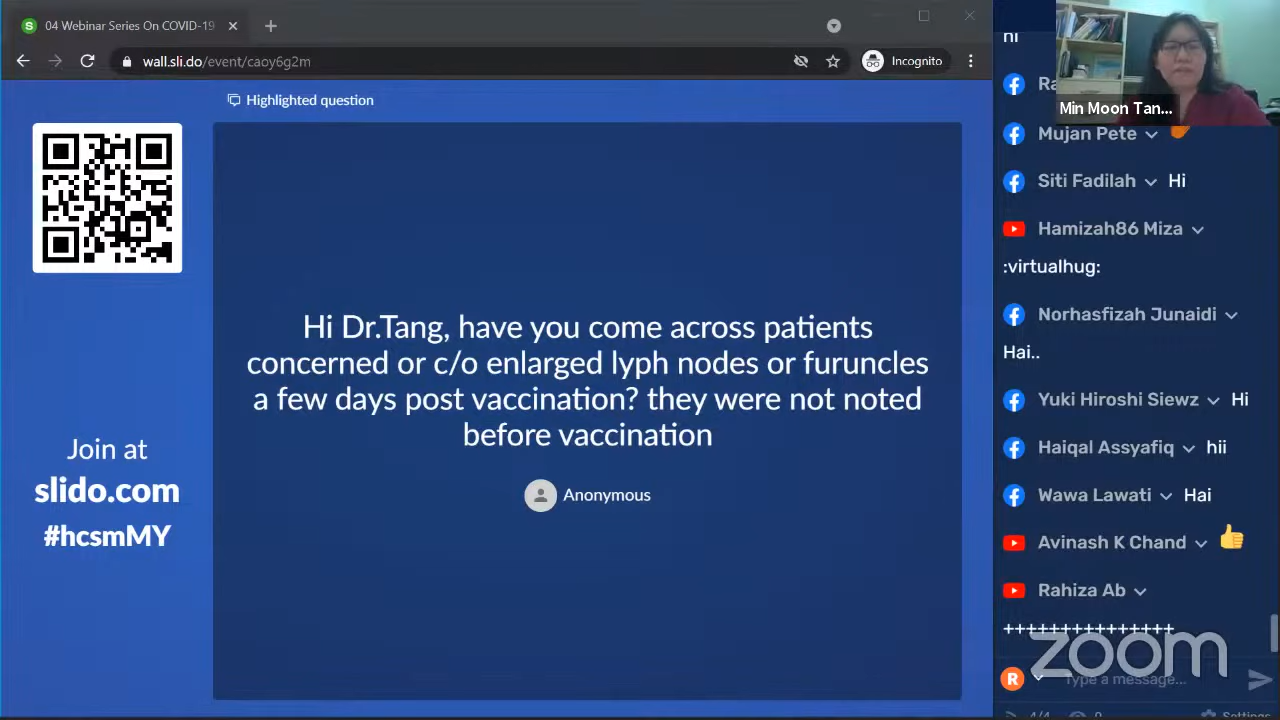 04 Webinar Series On COVID-19
wall.sli.do/event/caoy6g2m
Incognito
Highlighted question
Hi Dr.Tang, have you come across patients
concerned or c/o enlarged lyph nodes or furuncles
a few days post vaccination? they were not noted
before vaccination
Anonymous
Join at
slido.com
#hcsmMY
hi
Min Moon Tan...
Mujan Pete
Siti Fadilah Hi
Hamizah86 Miza
:virtualhug:
Norhasfizah Junaidi
Hai..
Yuki Hiroshi Siewz Hi
Haiqal Assyafiq hii
Wawa Lawati Hai
Avinash K Chand
Rahiza Ab
+++++++++++++++
zoom
R
Type a message...
Settings